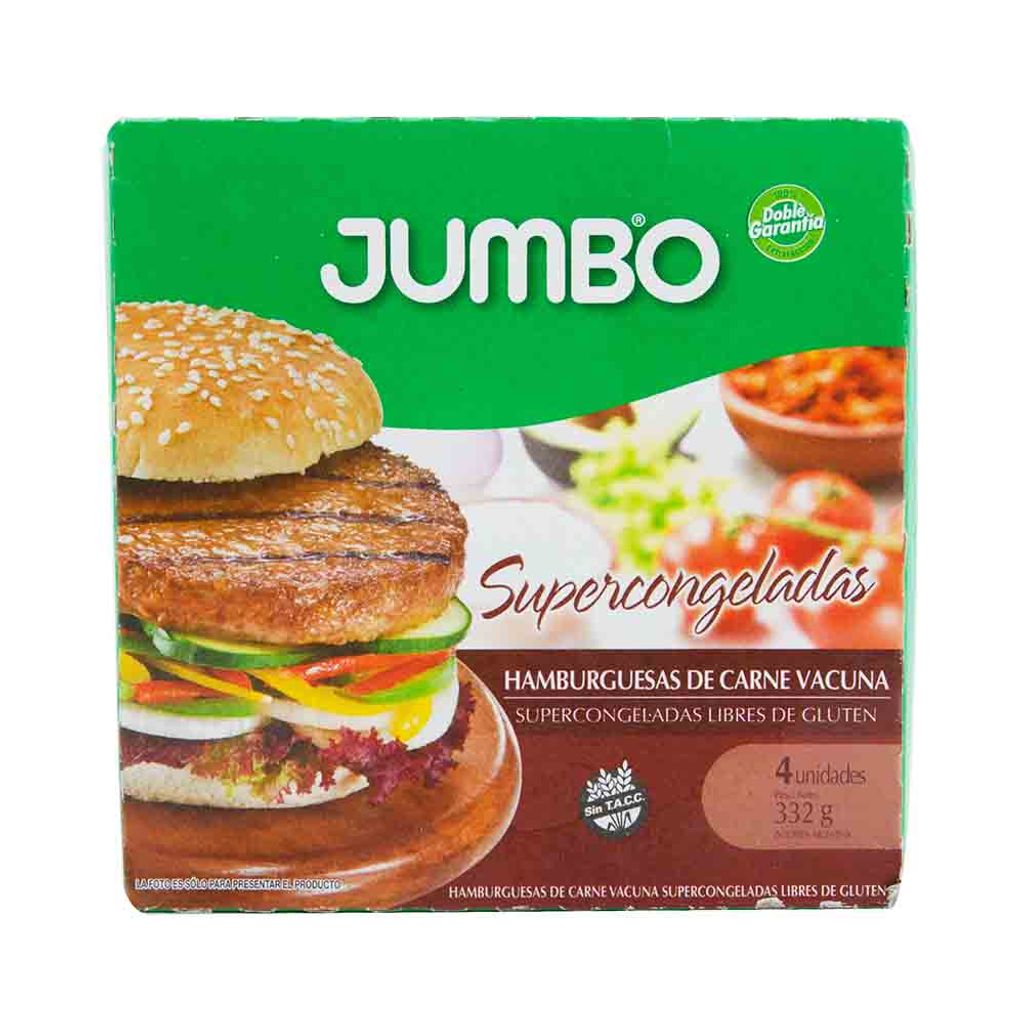 JUMBO®
100%
Doble
Garantía
Supercongeladas
HAMBURGUESAS DE CARNE VACUNA
SUPERCONGELADAS LIBRES DE GLUTEN
4 unidades
332 g
Sin T.A.C.C.
LA FOTO ES SÓLO PARA PRESENTAR EL PRODUCTO
HAMBURGUESAS DE CARNE VACUNA SUPERCONGELADAS LIBRES DE GLUTEN